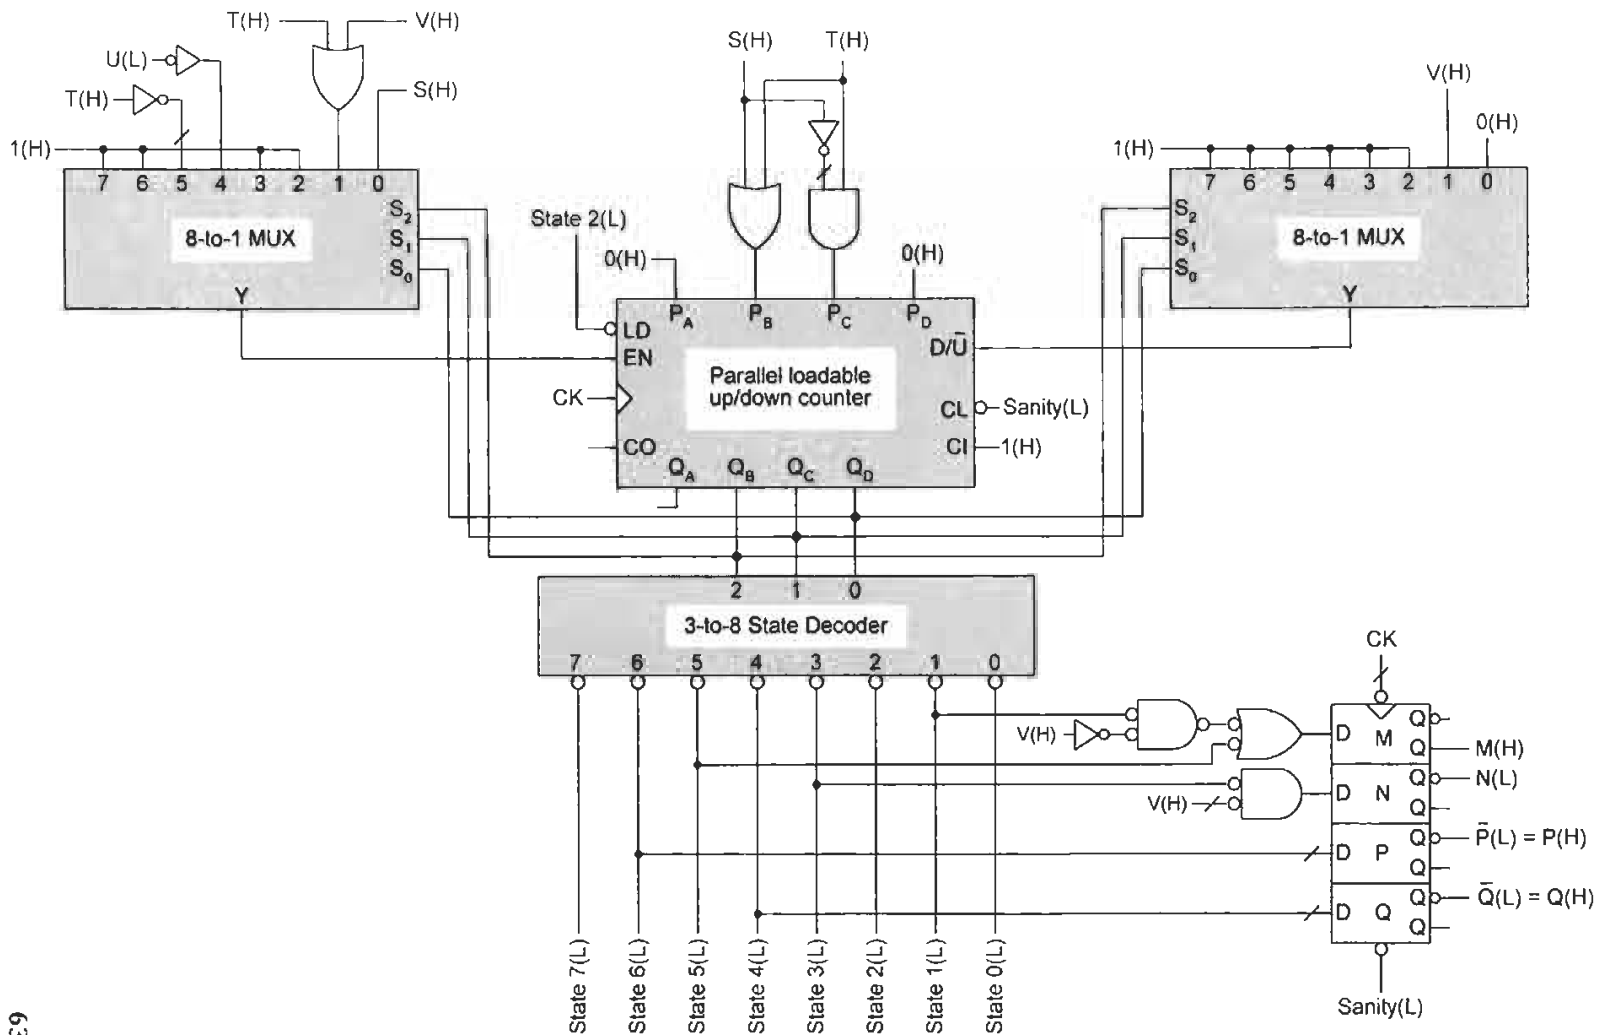 T(H) V(H)
U(L)
T(H)
S(H)
1(H)
7 6 5 4 3 2 1 0
S2
S1
S0
8-to-1 MUX
Y
S(H) T(H)
State 2(L)
0(H)
0(H)
PA PB PC PD
LD
EN
CK
CO
D/Ū
CL
Sanity(L)
CI
1(H)
Parallel loadable
up/down counter
QA QB QC QD
V(H)
0(H)
1(H)
7 6 5 4 3 2 1 0
S2
S1
S0
8-to-1 MUX
Y
2 1 0
3-to-8 State Decoder
7 6 5 4 3 2 1 0
State 7(L)
State 6(L)
State 5(L)
State 4(L)
State 3(L)
State 2(L)
State 1(L)
State 0(L)
CK
V(H)
D M Q
Q
M(H)
V(H)
D N Q
Q
N(L)
D P Q
Q
P̄(L) = P(H)
D Q Q
Q
Q̄(L) = Q(H)
Sanity(L)